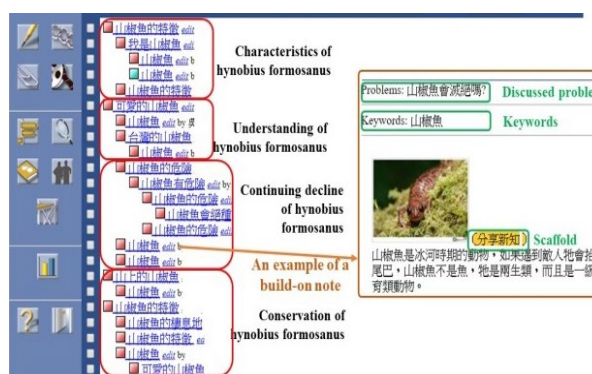 山椒魚的特徵
我是山椒魚 edit
山椒魚 edit b
山椒魚 edit b
山椒魚的特徵
Characteristics of
hynobius formosanus
可愛的山椒魚 edit
山椒魚 edit by
台灣的山椒魚
山椒魚 edit b
Understanding of
hynobius formosanus
山椒魚的危險
山椒魚有危險 edit by
山椒魚的危險 edit
山椒魚會絕種
山椒魚的危險 edit
山椒魚 edit b
山椒魚 edit b
Continuing decline
of hynobius
formosanus
An example of a
build-on note
山上的山椒魚
山椒魚 edit b
山椒魚的特徵
山椒魚的棲息地
山椒魚的特徵
山椒魚 edit by
可愛的山椒魚
Conservation of
hynobius formosanus
Problems: 山椒魚會滅絕嗎? Discussed proble
Keywords: 山椒魚 Keywords
(分享新知) Scaffold
山椒魚是冰河時期的動物，如果遇到敵人牠會
尾巴，山椒魚不是魚，牠是兩生類，而且是一
育類動物。